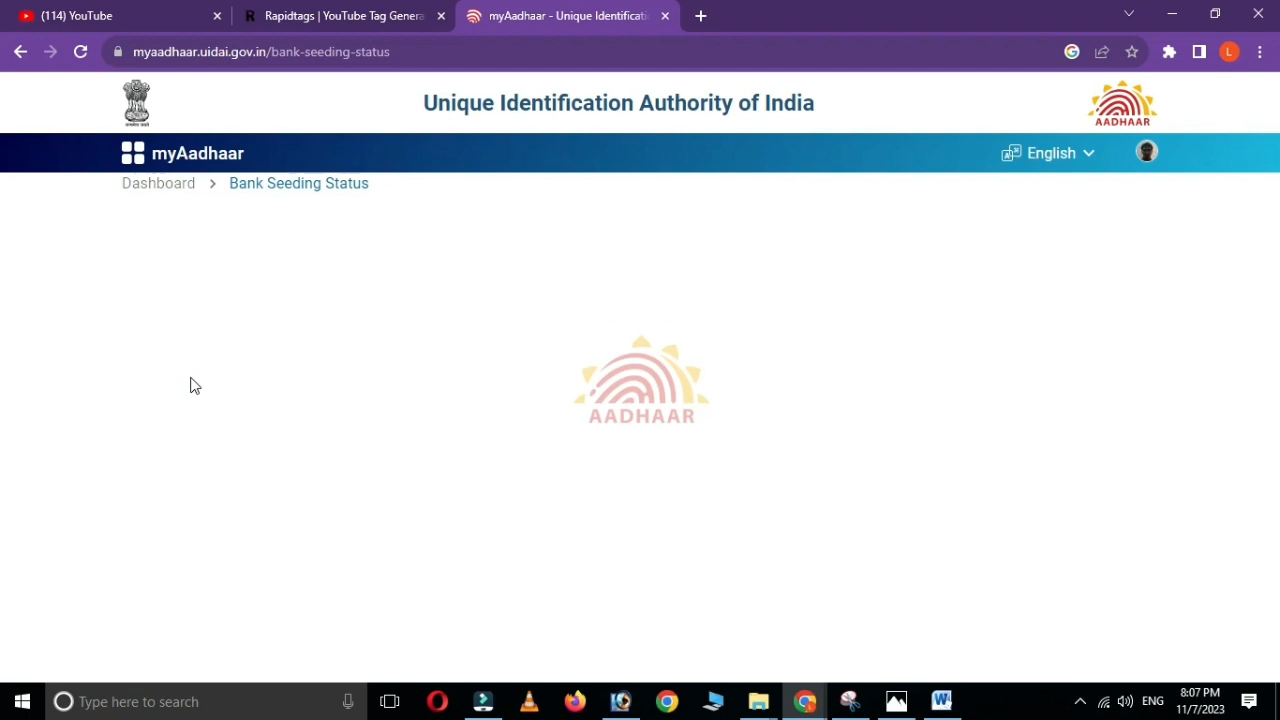 (114) YouTube
Rapidtags | YouTube Tag Genera
myAadhaar - Unique Identificati
myaadhaar.uidai.gov.in/bank-seeding-status
L
Unique Identification Authority of India
AADHAAR
myAadhaar
English
Dashboard > Bank Seeding Status
AADHAAR
Type here to search
ENG
8:07 PM
11/7/2023